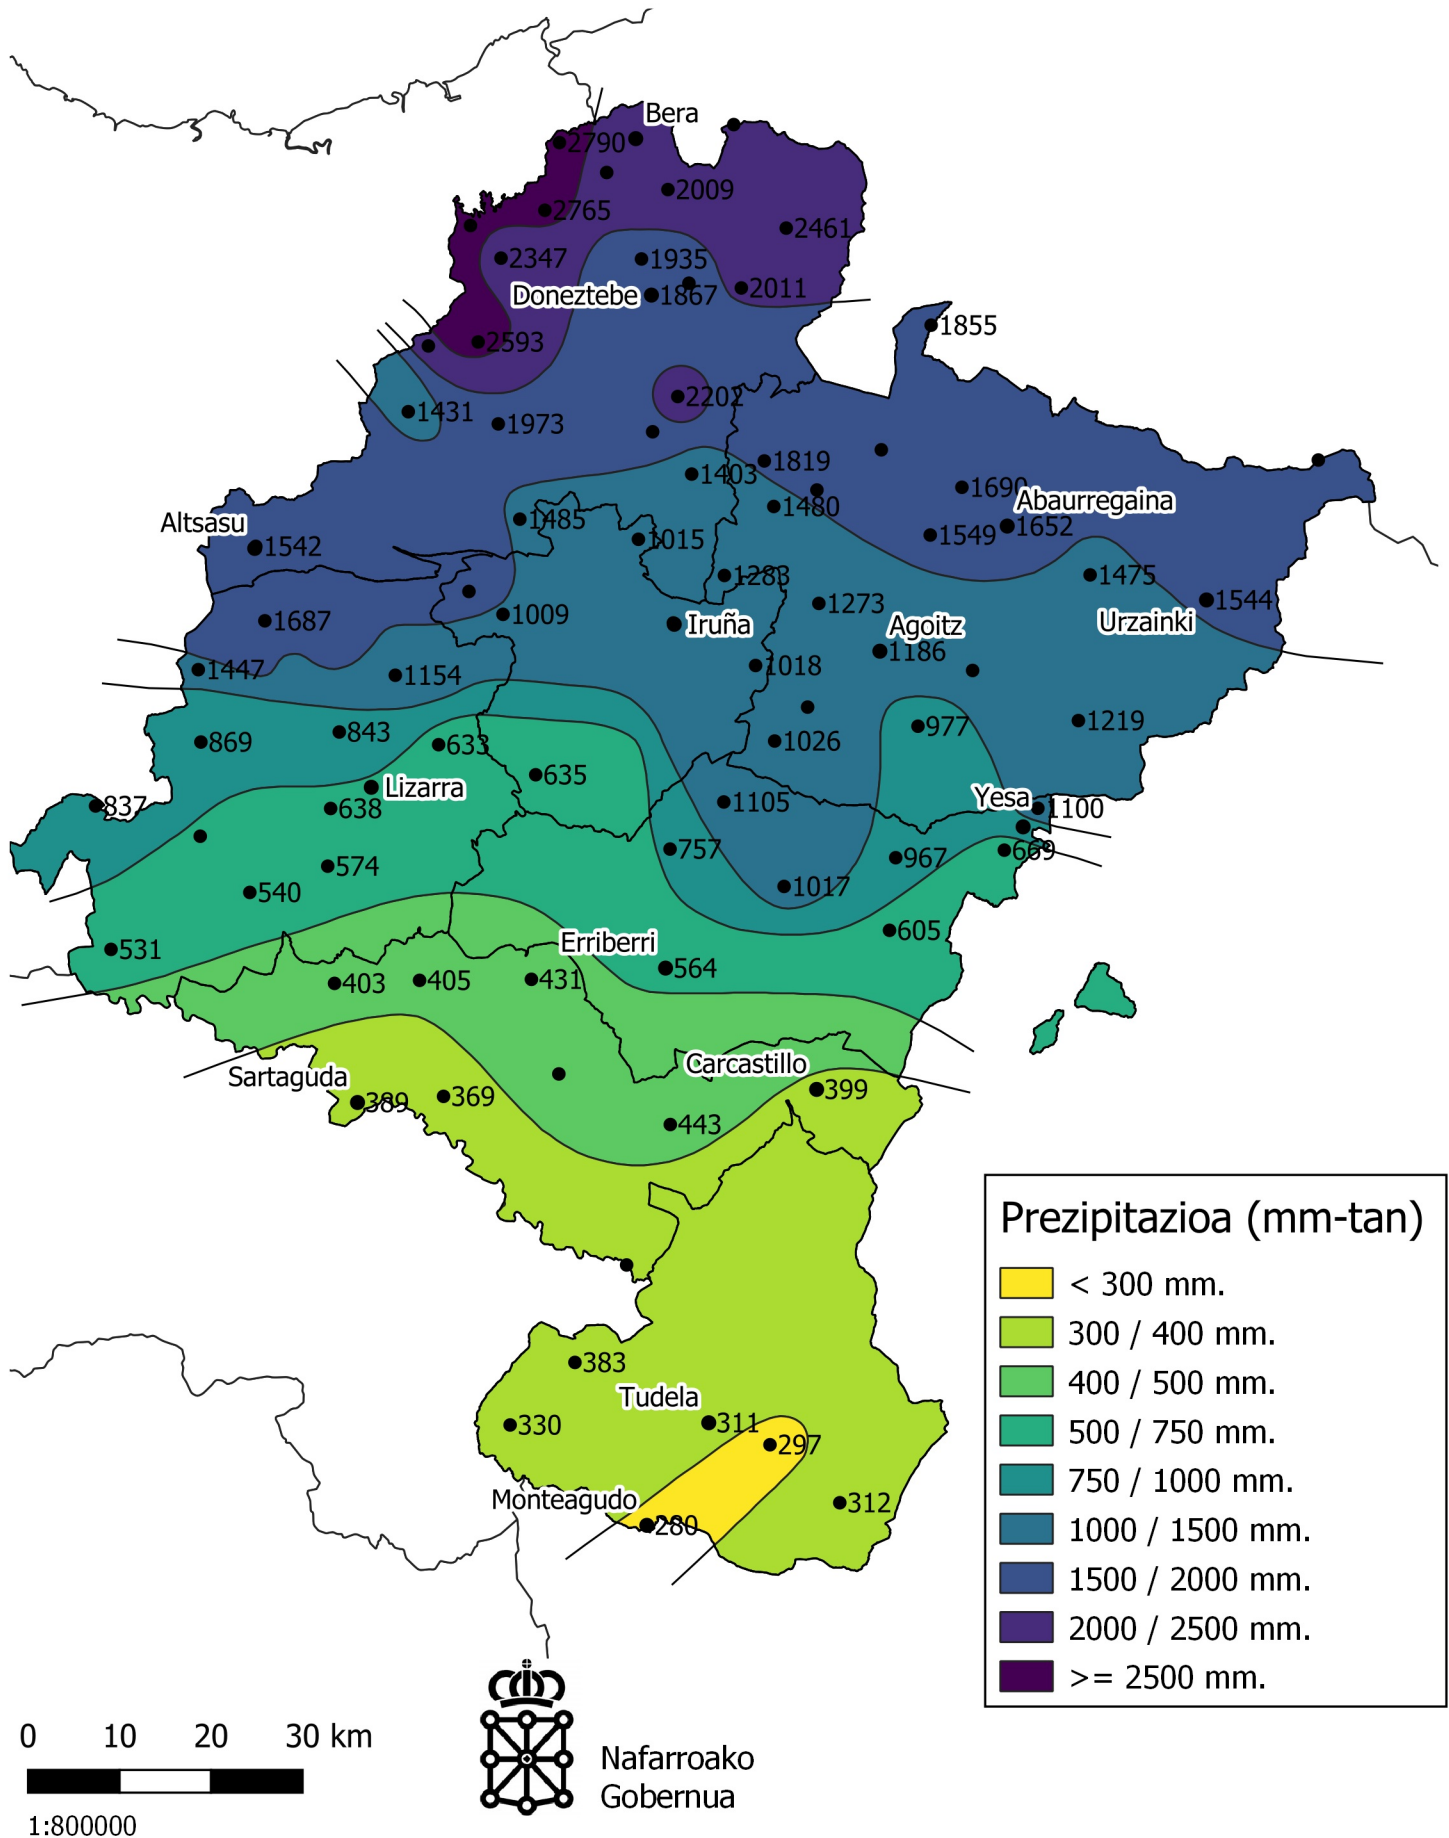 Bera
2790
2009
2765
2461
2347
1935
Doneztebe
1867
2011
1855
2593
2202
1431
1973
1819
1403
1690
Abaurregaina
1480
Altsasu
1485
1652
1549
1015
1542
1283
1475
1273
1544
1009
1687
Iruña
Agoitz
Urzainki
1186
1018
1447
1154
1219
977
843
869
1026
633
635
Lizarra
Yesa
1105
837
638
1100
757
669
967
574
1017
540
605
Erriberri
531
564
403
405
431
Carcastillo
Sartaguda
399
389
369
443
Prezipitazioa (mm-tan)
< 300 mm.
300 / 400 mm.
400 / 500 mm.
500 / 750 mm.
750 / 1000 mm.
1000 / 1500 mm.
1500 / 2000 mm.
2000 / 2500 mm.
>= 2500 mm.
383
Tudela
330
311
297
Monteagudo
312
280
0 10 20 30 km
1:800000
Nafarroako
Gobernua